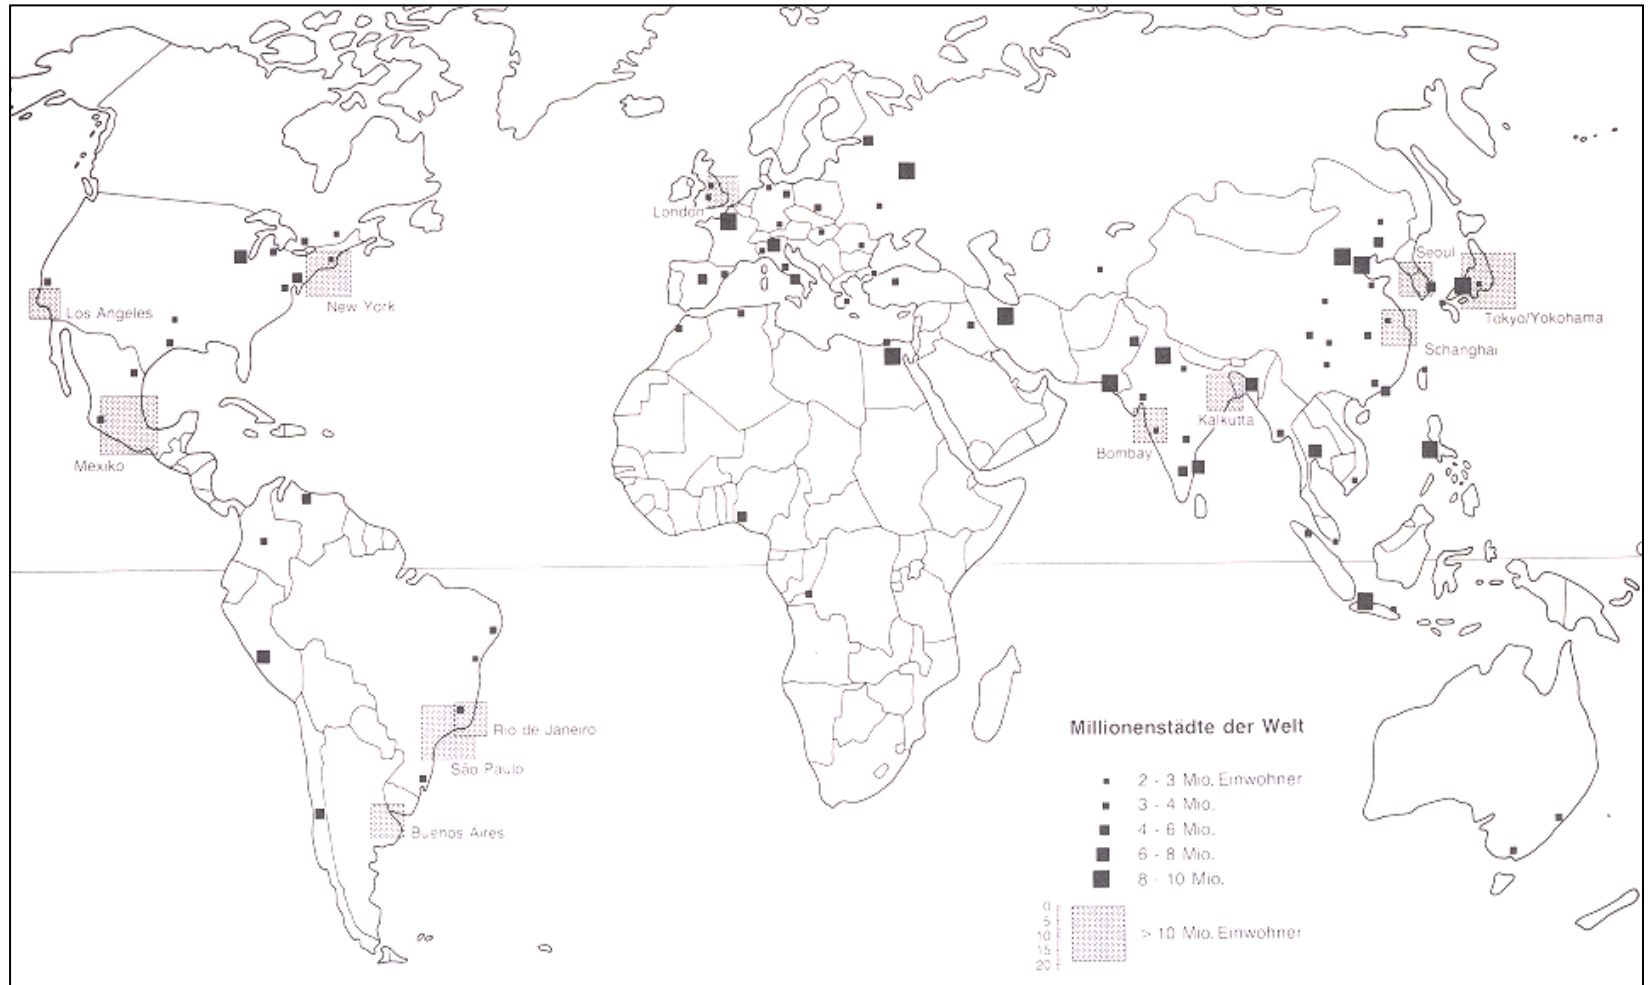 London
Seoul
Los Angeles
New York
Tokyo/Yokohama
Schanghai
Kalkutta
Mexiko
Bombay
Rio de Janeiro
São Paulo
Buenos Aires
Millionenstädte der Welt
2 - 3 Mio. Einwohner
3 - 4 Mio.
4 - 6 Mio.
6 - 8 Mio.
8 - 10 Mio.
0
5
10
15
20
> 10 Mio. Einwohner